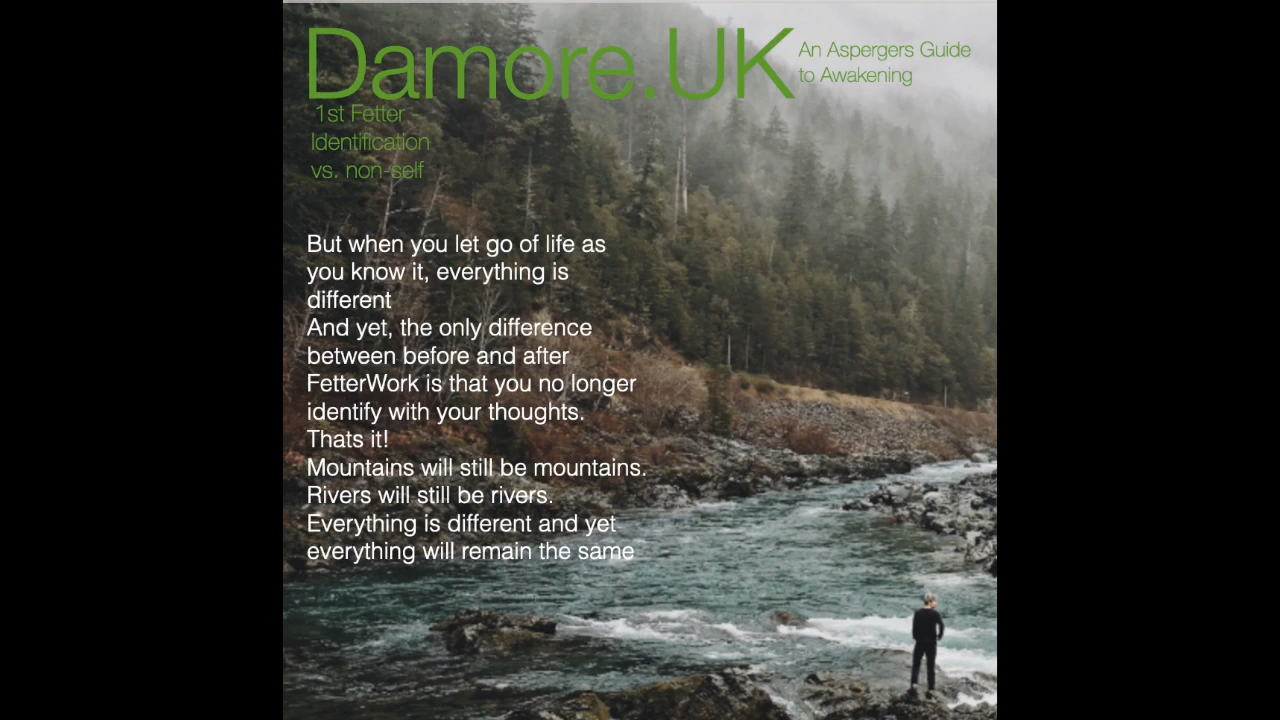 Damore.UK
An Aspergers Guide
to Awakening
1st Fetter -
Identification
vs. non-self
But when you let go of life as
you know it, everything is
different
And yet, the only difference
between before and after
FetterWork is that you no longer
identify with your thoughts.
Thats it!
Mountains will still be mountains.
Rivers will still be rivers.
Everything is different and yet
everything will remain the same